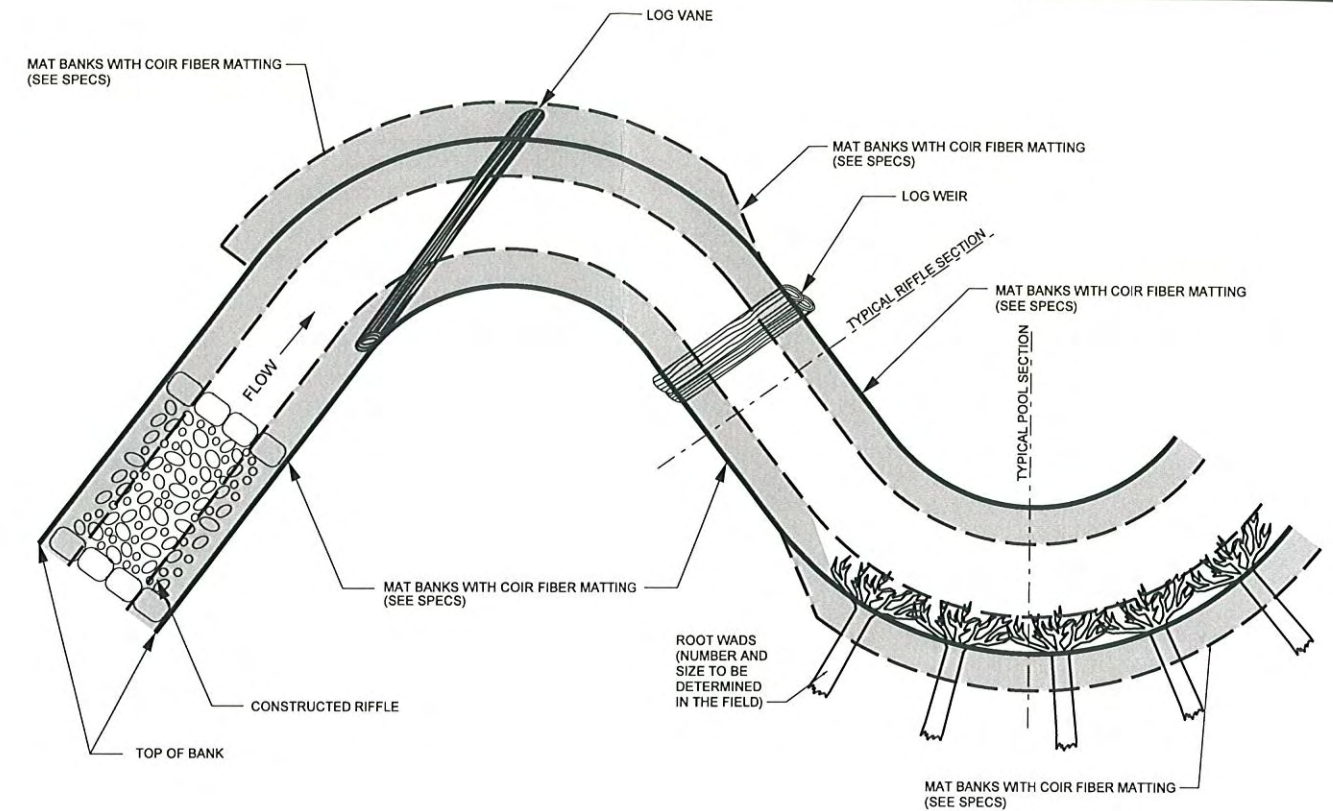 LOG VANE
MAT BANKS WITH COIR FIBER MATTING
(SEE SPECS)
MAT BANKS WITH COIR FIBER MATTING
(SEE SPECS)
LOG WEIR
TYPICAL RIFFLE SECTION
MAT BANKS WITH COIR FIBER MATTING
(SEE SPECS)
TYPICAL POOL SECTION
FLOW
MAT BANKS WITH COIR FIBER MATTING
(SEE SPECS)
ROOT WADS
(NUMBER AND
SIZE TO BE
DETERMINED
IN THE FIELD)
CONSTRUCTED RIFFLE
TOP OF BANK
MAT BANKS WITH COIR FIBER MATTING
(SEE SPECS)